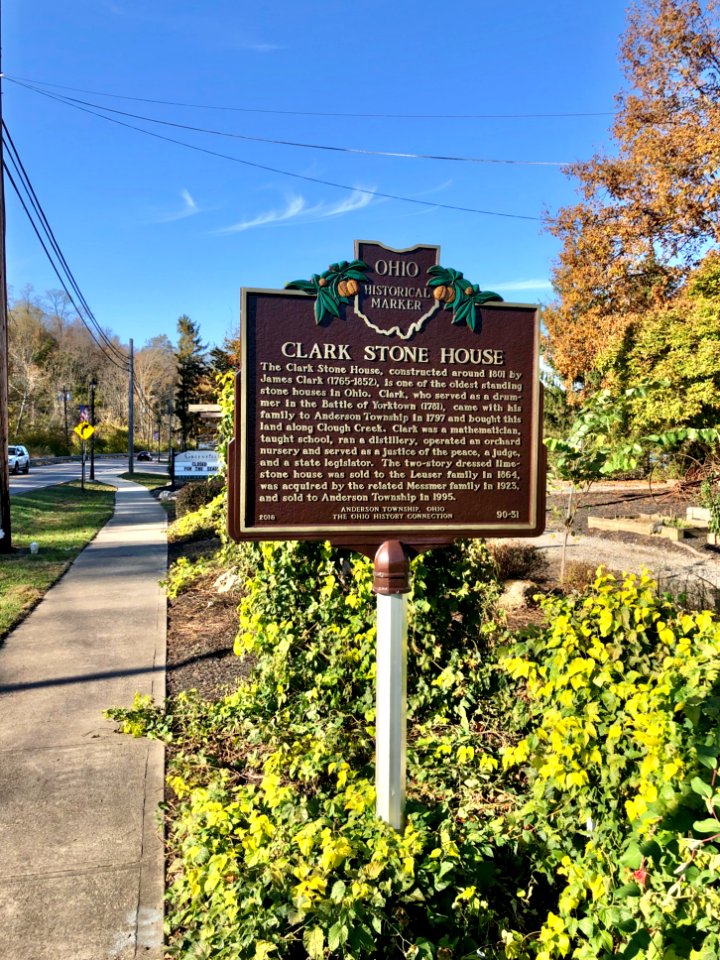 OHIO
HISTORICAL
MARKER
CLARK STONE HOUSE
The Clark Stone House, constructed around 1801 by
James Clark (1765-1852), is one of the oldest standing
stone houses in Ohio. Clark, who served as a drum-
mer in the Battle of Yorktown (1781), came with his
family to Anderson Township in 1797 and bought this
land along Clough Creek. Clark was a mathematician,
taught school, ran a distillery, operated an orchard
nursery and served as a justice of the peace, a judge,
and a state legislator. The two-story dressed lime-
stone house was sold to the Leuser family in 1864,
was acquired by the related Messmer family in 1923,
and sold to Anderson Township in 1995.
ANDERSON TOWNSHIP, OHIO
2016 THE OHIO HISTORY CONNECTION 90-31
CLOSED
FOR THE